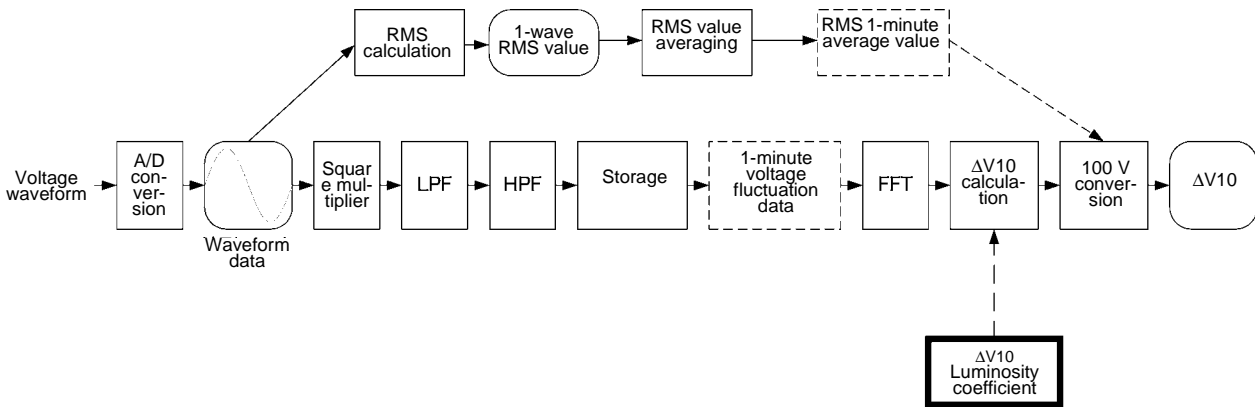 RMS
calculation
1-wave
RMS value
RMS value
averaging
RMS 1-minute
average value
Voltage
waveform
A/D
con-
ver-
sion
Waveform
data
Squar
e mul-
tiplier
LPF
HPF
Storage
1-minute
voltage
fluctuation
data
FFT
ΔV10
calcula-
tion
100 V
conver-
sion
ΔV10
ΔV10
Luminosity
coefficient